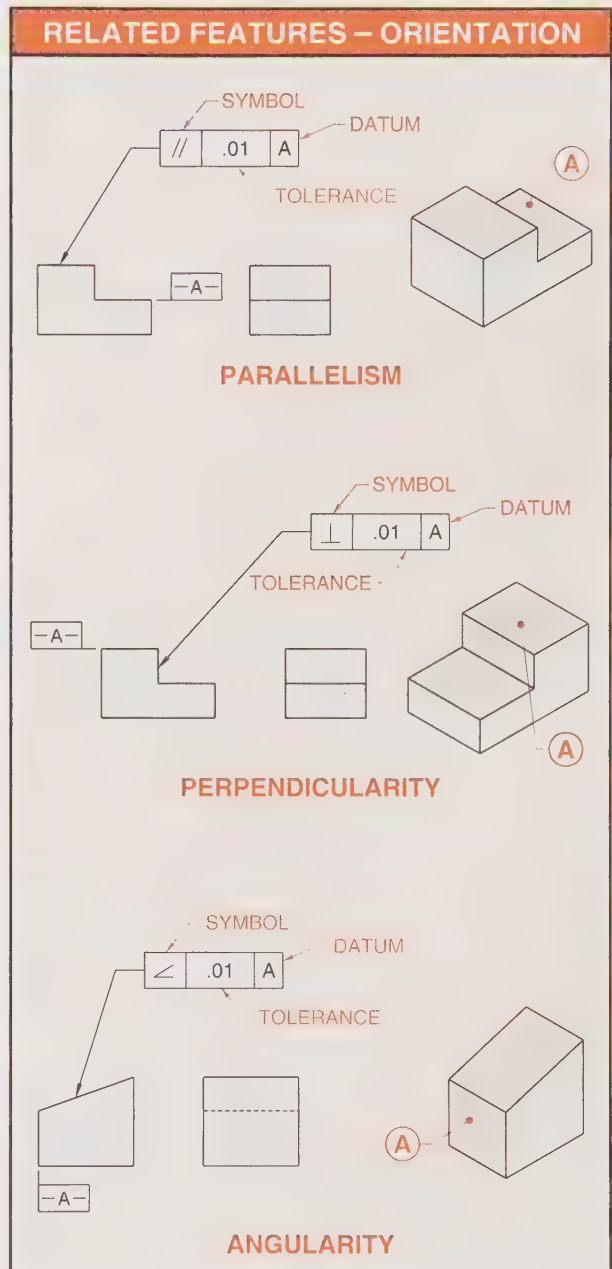 RELATED FEATURES – ORIENTATION
SYMBOL
DATUM
// .01 A
TOLERANCE
A
–A–
PARALLELISM
SYMBOL
DATUM
⊥ .01 A
TOLERANCE
–A–
A
PERPENDICULARITY
SYMBOL
DATUM
∠ .01 A
TOLERANCE
A
–A–
ANGULARITY